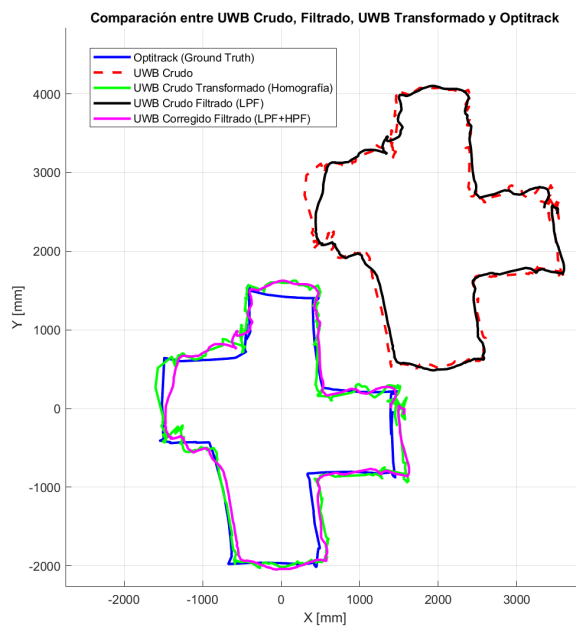 Comparación entre UWB Crudo, Filtrado, UWB Transformado y Optitrack
Optitrack (Ground Truth)
UWB Crudo
UWB Crudo Transformado (Homografía)
UWB Crudo Filtrado (LPF)
UWB Corregido Filtrado (LPF+HPF)
4000
3000
2000
1000
0
-1000
-2000
Y [mm]
-2000 -1000 0 1000 2000 3000
X [mm]